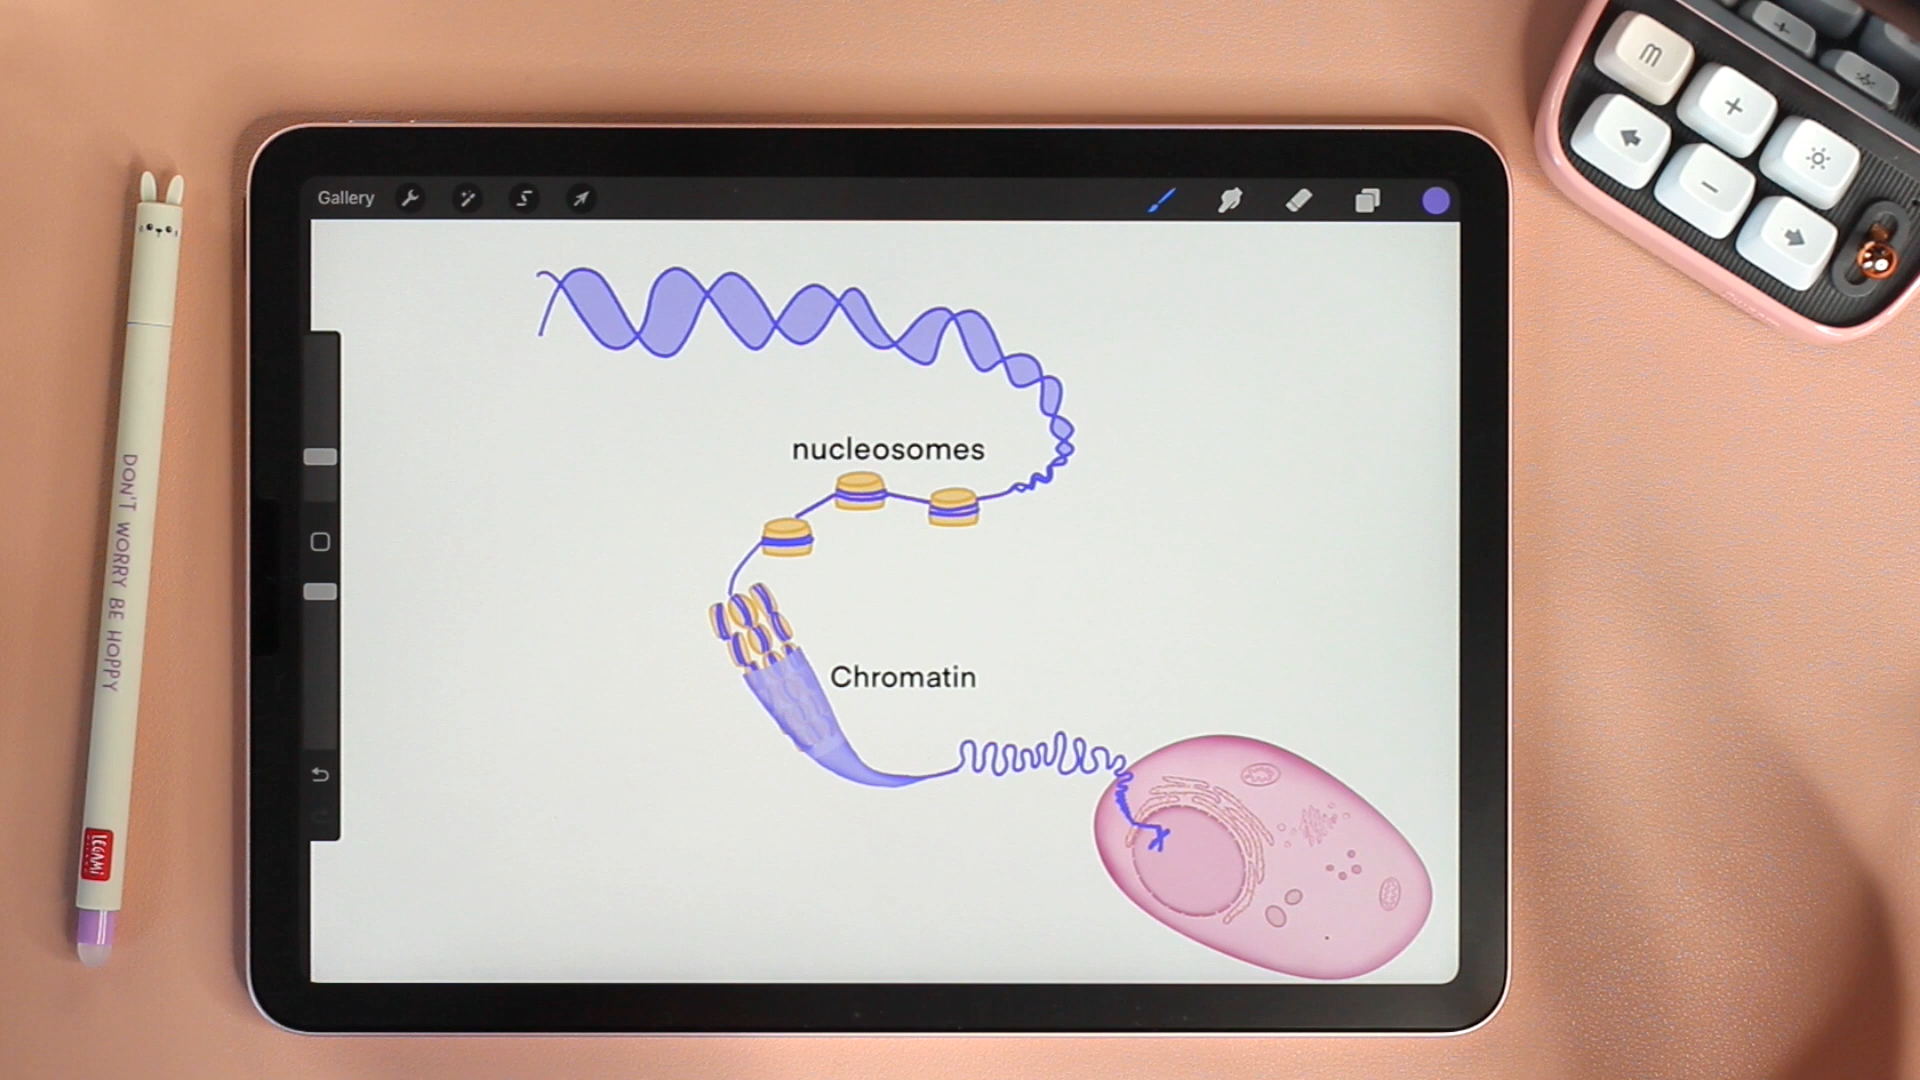 Gallery
nucleosomes
Chromatin
DON'T WORRY BE HOPPY
LEGAMI
m
+
−